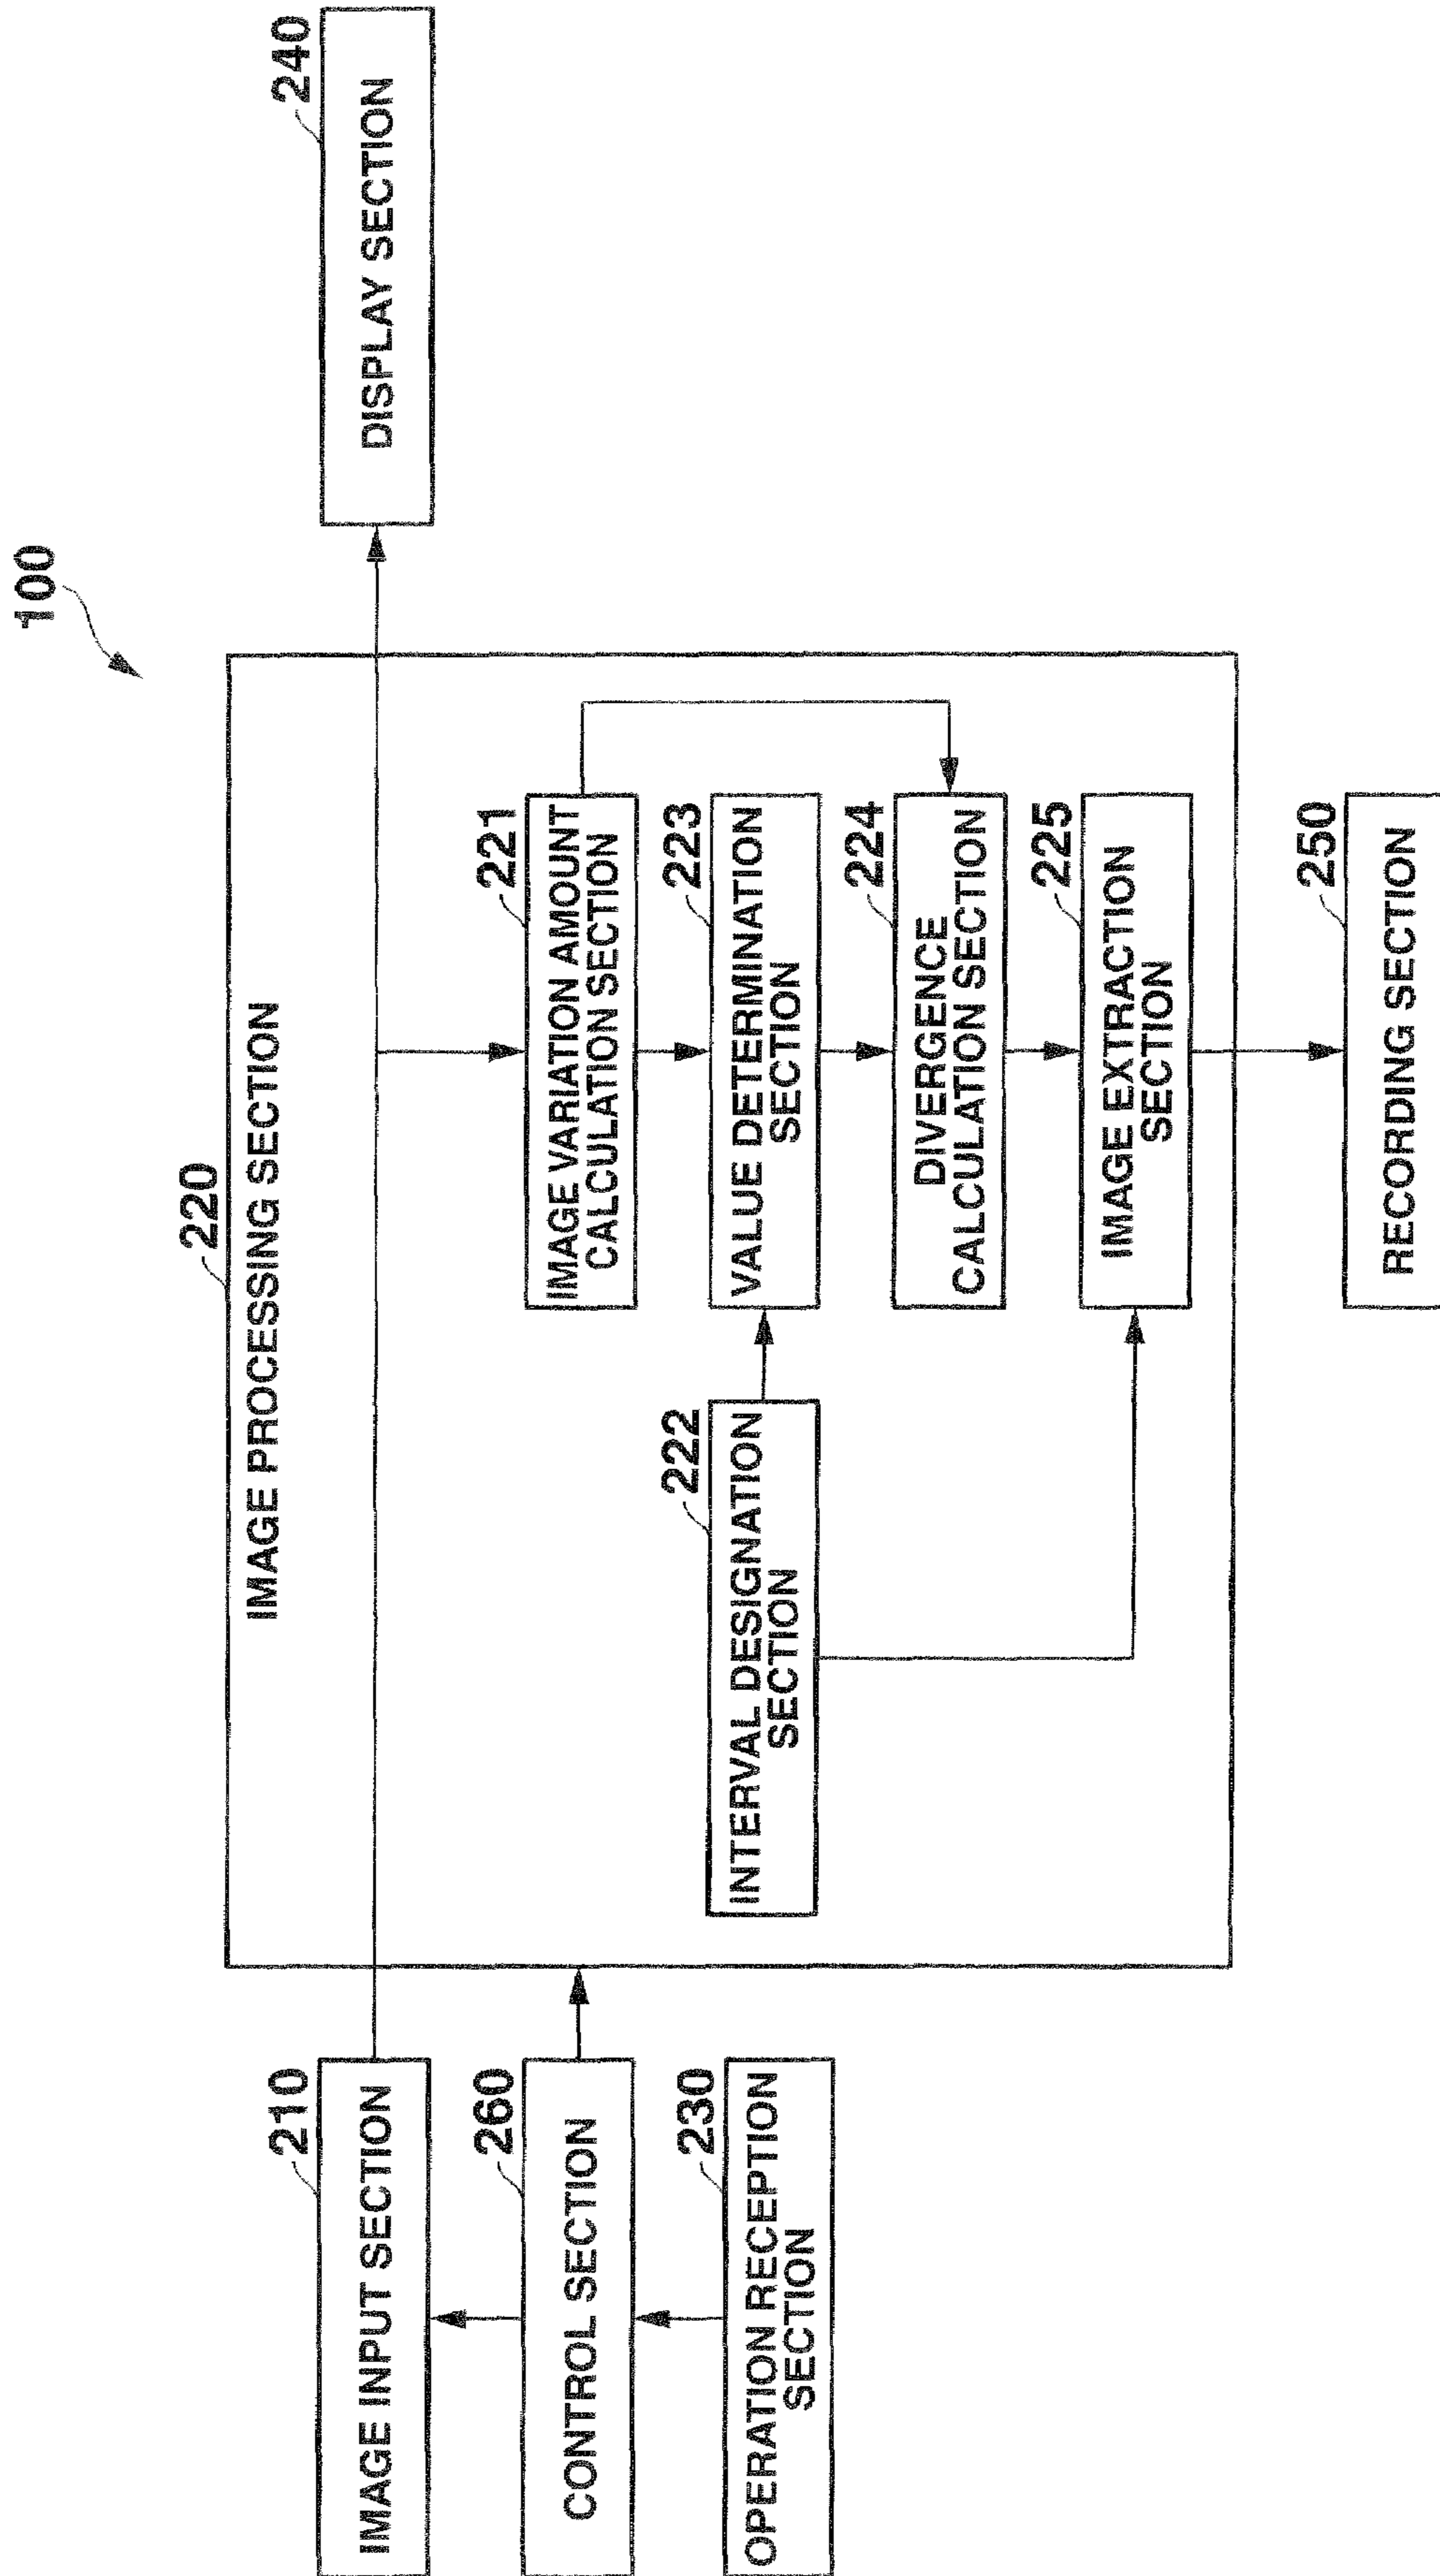 100
220
IMAGE PROCESSING SECTION
210
IMAGE INPUT SECTION
240
DISPLAY SECTION
260
CONTROL SECTION
221
IMAGE VARIATION AMOUNT
CALCULATION SECTION
230
OPERATION RECEPTION
SECTION
222
INTERVAL DESIGNATION
SECTION
223
VALUE DETERMINATION
SECTION
224
DIVERGENCE
CALCULATION SECTION
225
IMAGE EXTRACTION
SECTION
250
RECORDING SECTION